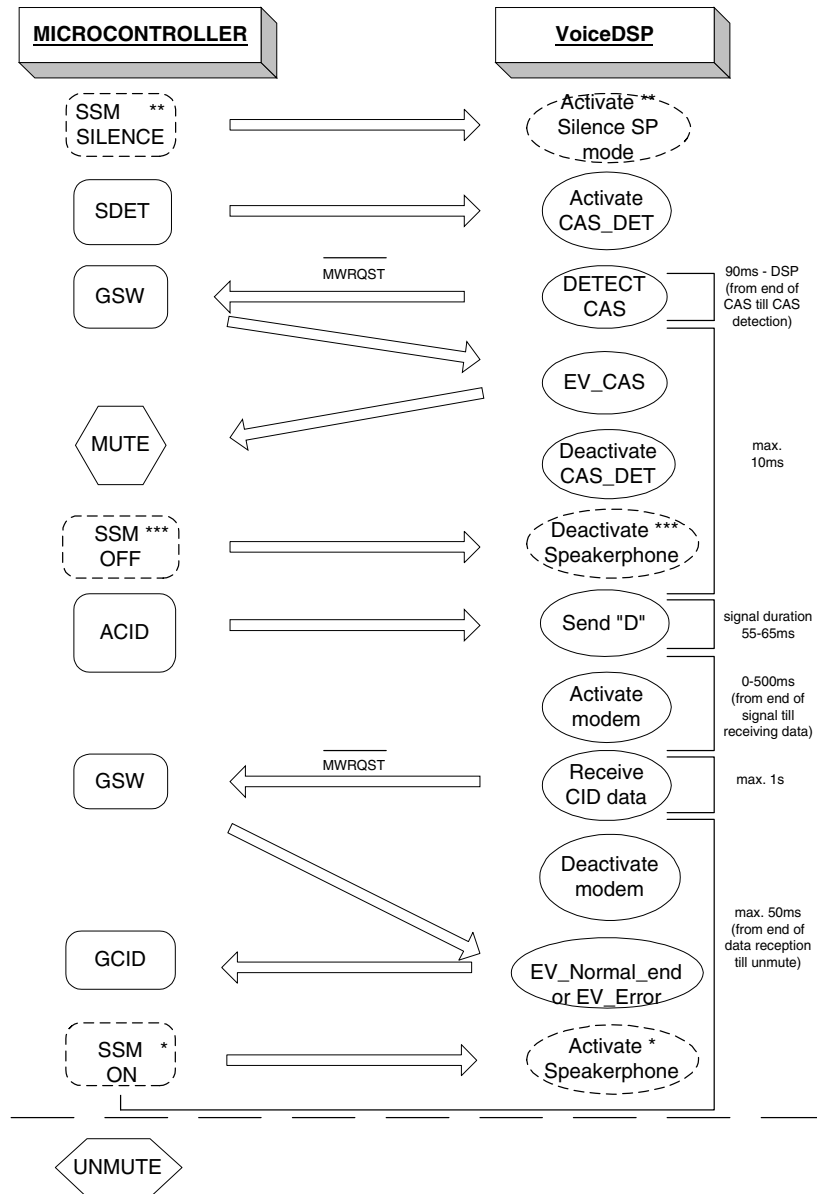 MICROCONTROLLER
VoiceDSP
SSM **
SILENCE
Activate **
Silence SP
mode
SDET
Activate
CAS_DET
GSW
MWRQST
DETECT
CAS
90ms - DSP
(from end of
CAS till CAS
detection)
EV_CAS
MUTE
Deactivate
CAS_DET
max.
10ms
SSM ***
OFF
Deactivate ***
Speakerphone
ACID
Send "D"
signal duration
55-65ms
Activate
modem
0-500ms
(from end of
signal till
receiving data)
GSW
MWRQST
Receive
CID data
max. 1s
Deactivate
modem
max. 50ms
(from end of
data reception
till unmute)
GCID
EV_Normal_end
or EV_Error
SSM *
ON
Activate *
Speakerphone
UNMUTE